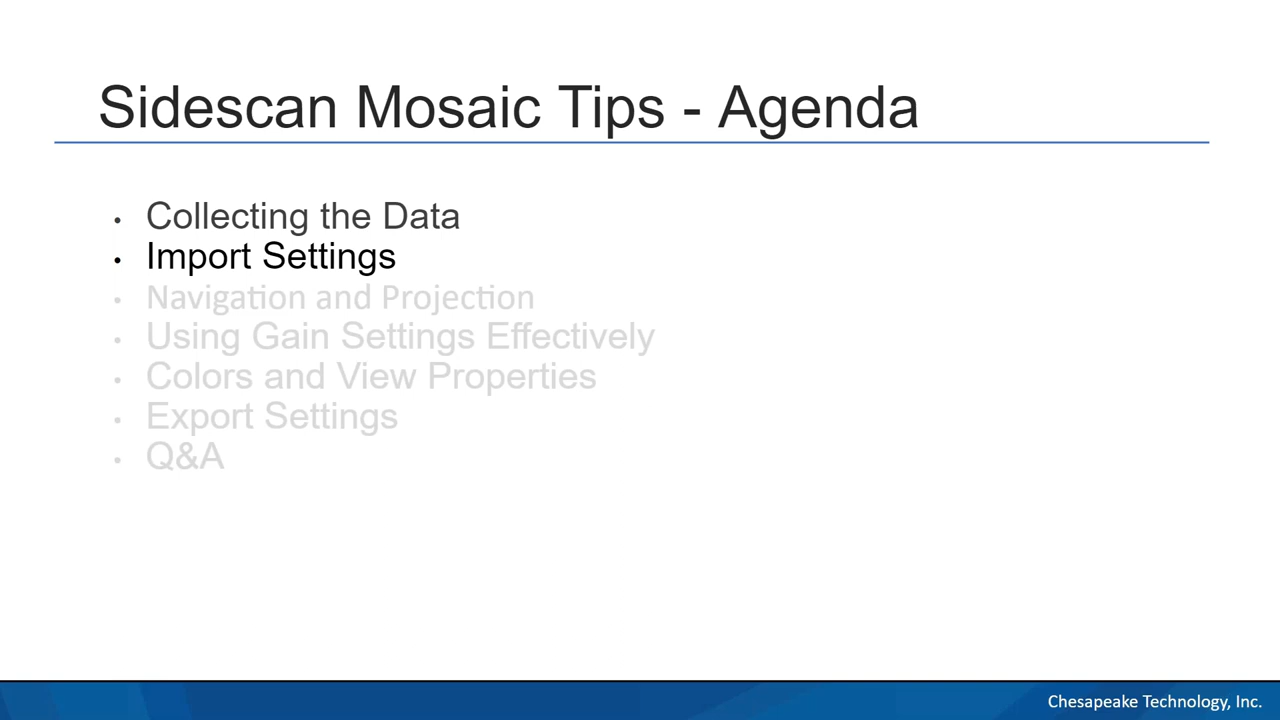 Sidescan Mosaic Tips - Agenda
• Collecting the Data
• Import Settings
• Navigation and Projection
• Using Gain Settings Effectively
• Colors and View Properties
• Export Settings
• Q&A
Chesapeake Technology, Inc.